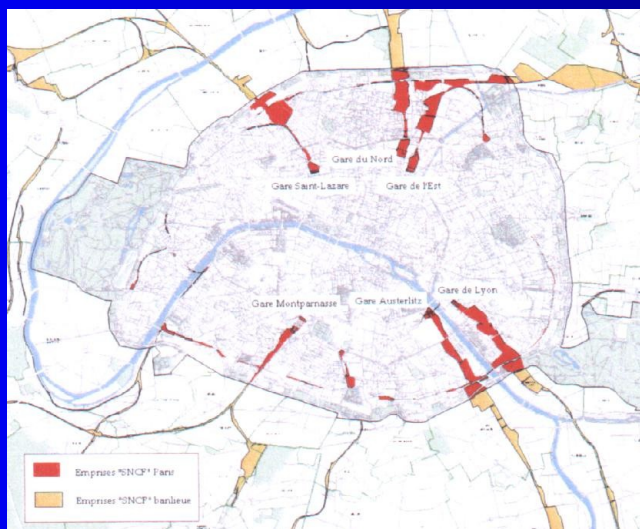 Gare du Nord
Gare Saint-Lazare
Gare de l'Est
Gare de Lyon
Gare Montparnasse
Gare Austerlitz
Emprises "SNCF" Paris
Emprises "SNCF" banlieue